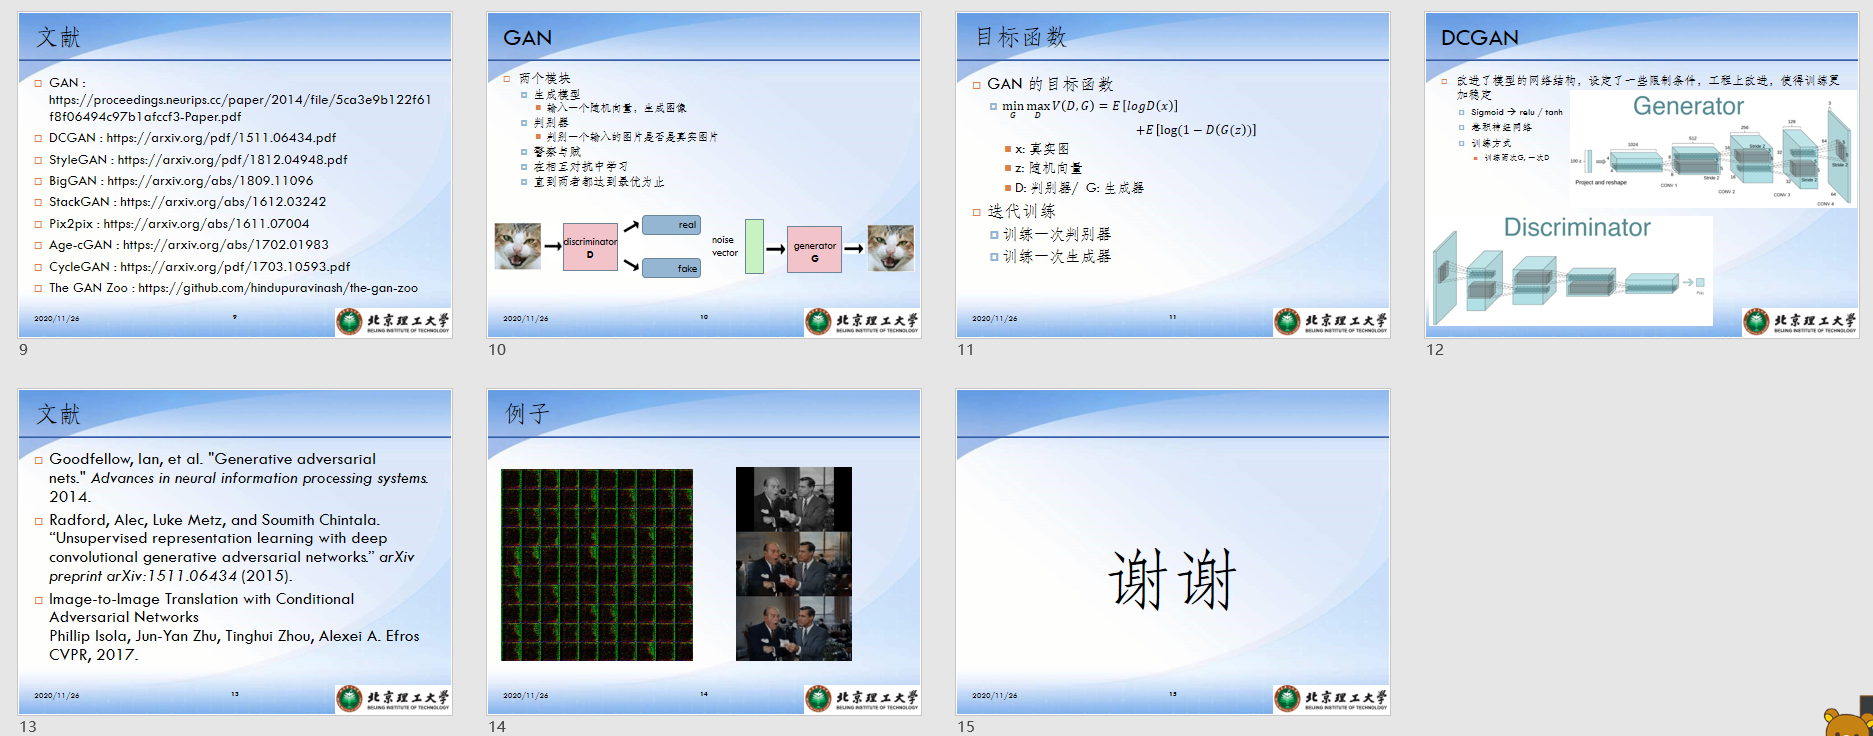 文献
GAN :
https://proceedings.neurips.cc/paper/2014/file/5ca3e9b122f61
f8f06494c97b1afccf3-Paper.pdf
DCGAN : https://arxiv.org/pdf/1511.06434.pdf
StyleGAN : https://arxiv.org/pdf/1812.04948.pdf
BigGAN : https://arxiv.org/abs/1809.11096
StackGAN : https://arxiv.org/abs/1612.03242
Pix2pix : https://arxiv.org/abs/1611.07004
Age-cGAN : https://arxiv.org/abs/1702.01983
CycleGAN : https://arxiv.org/pdf/1703.10593.pdf
The GAN Zoo : https://github.com/hindupuravinash/the-gan-zoo
2020/11/26
9
北京理工大学
BEIJING INSTITUTE OF TECHNOLOGY
9
GAN
两个模块
生成模型
输入一个随机向量，生成图像
判别器
判别一个输入的图片是否是真实图片
警察与贼
在相互对抗中学习
直到两者都达到最优为止
discriminator
D
real
fake
noise
vector
generator
G
2020/11/26
10
北京理工大学
BEIJING INSTITUTE OF TECHNOLOGY
10
目标函数
GAN 的目标函数
min max V(D, G) = E [logD(x)]
G D
+E [log(1 − D(G(z))]
x: 真实图
z: 随机向量
D: 判别器/ G: 生成器
迭代训练
训练一次判别器
训练一次生成器
2020/11/26
11
北京理工大学
BEIJING INSTITUTE OF TECHNOLOGY
11
DCGAN
改进了模型的网络结构，设定了一些限制条件，工程上改进，使得训练更
加稳定
Sigmoid → relu / tanh
卷积神经网络
训练方式
训练两次G, 一次D
Generator
100 z
Project and reshape
1024
4
512
Stride 2
CONV 1
256
Stride 2
CONV 2
128
Stride 2
CONV 3
64
3
Stride 2
64
CONV 4
Discriminator
北京理工大学
BEIJING INSTITUTE OF TECHNOLOGY
12
文献
Goodfellow, Ian, et al. "Generative adversarial
nets." Advances in neural information processing systems.
2014.
Radford, Alec, Luke Metz, and Soumith Chintala.
“Unsupervised representation learning with deep
convolutional generative adversarial networks.” arXiv
preprint arXiv:1511.06434 (2015).
Image-to-Image Translation with Conditional
Adversarial Networks
Phillip Isola, Jun-Yan Zhu, Tinghui Zhou, Alexei A. Efros
CVPR, 2017.
2020/11/26
13
北京理工大学
BEIJING INSTITUTE OF TECHNOLOGY
13
例子
2020/11/26
14
北京理工大学
BEIJING INSTITUTE OF TECHNOLOGY
14
谢谢
2020/11/26
15
北京理工大学
BEIJING INSTITUTE OF TECHNOLOGY
15